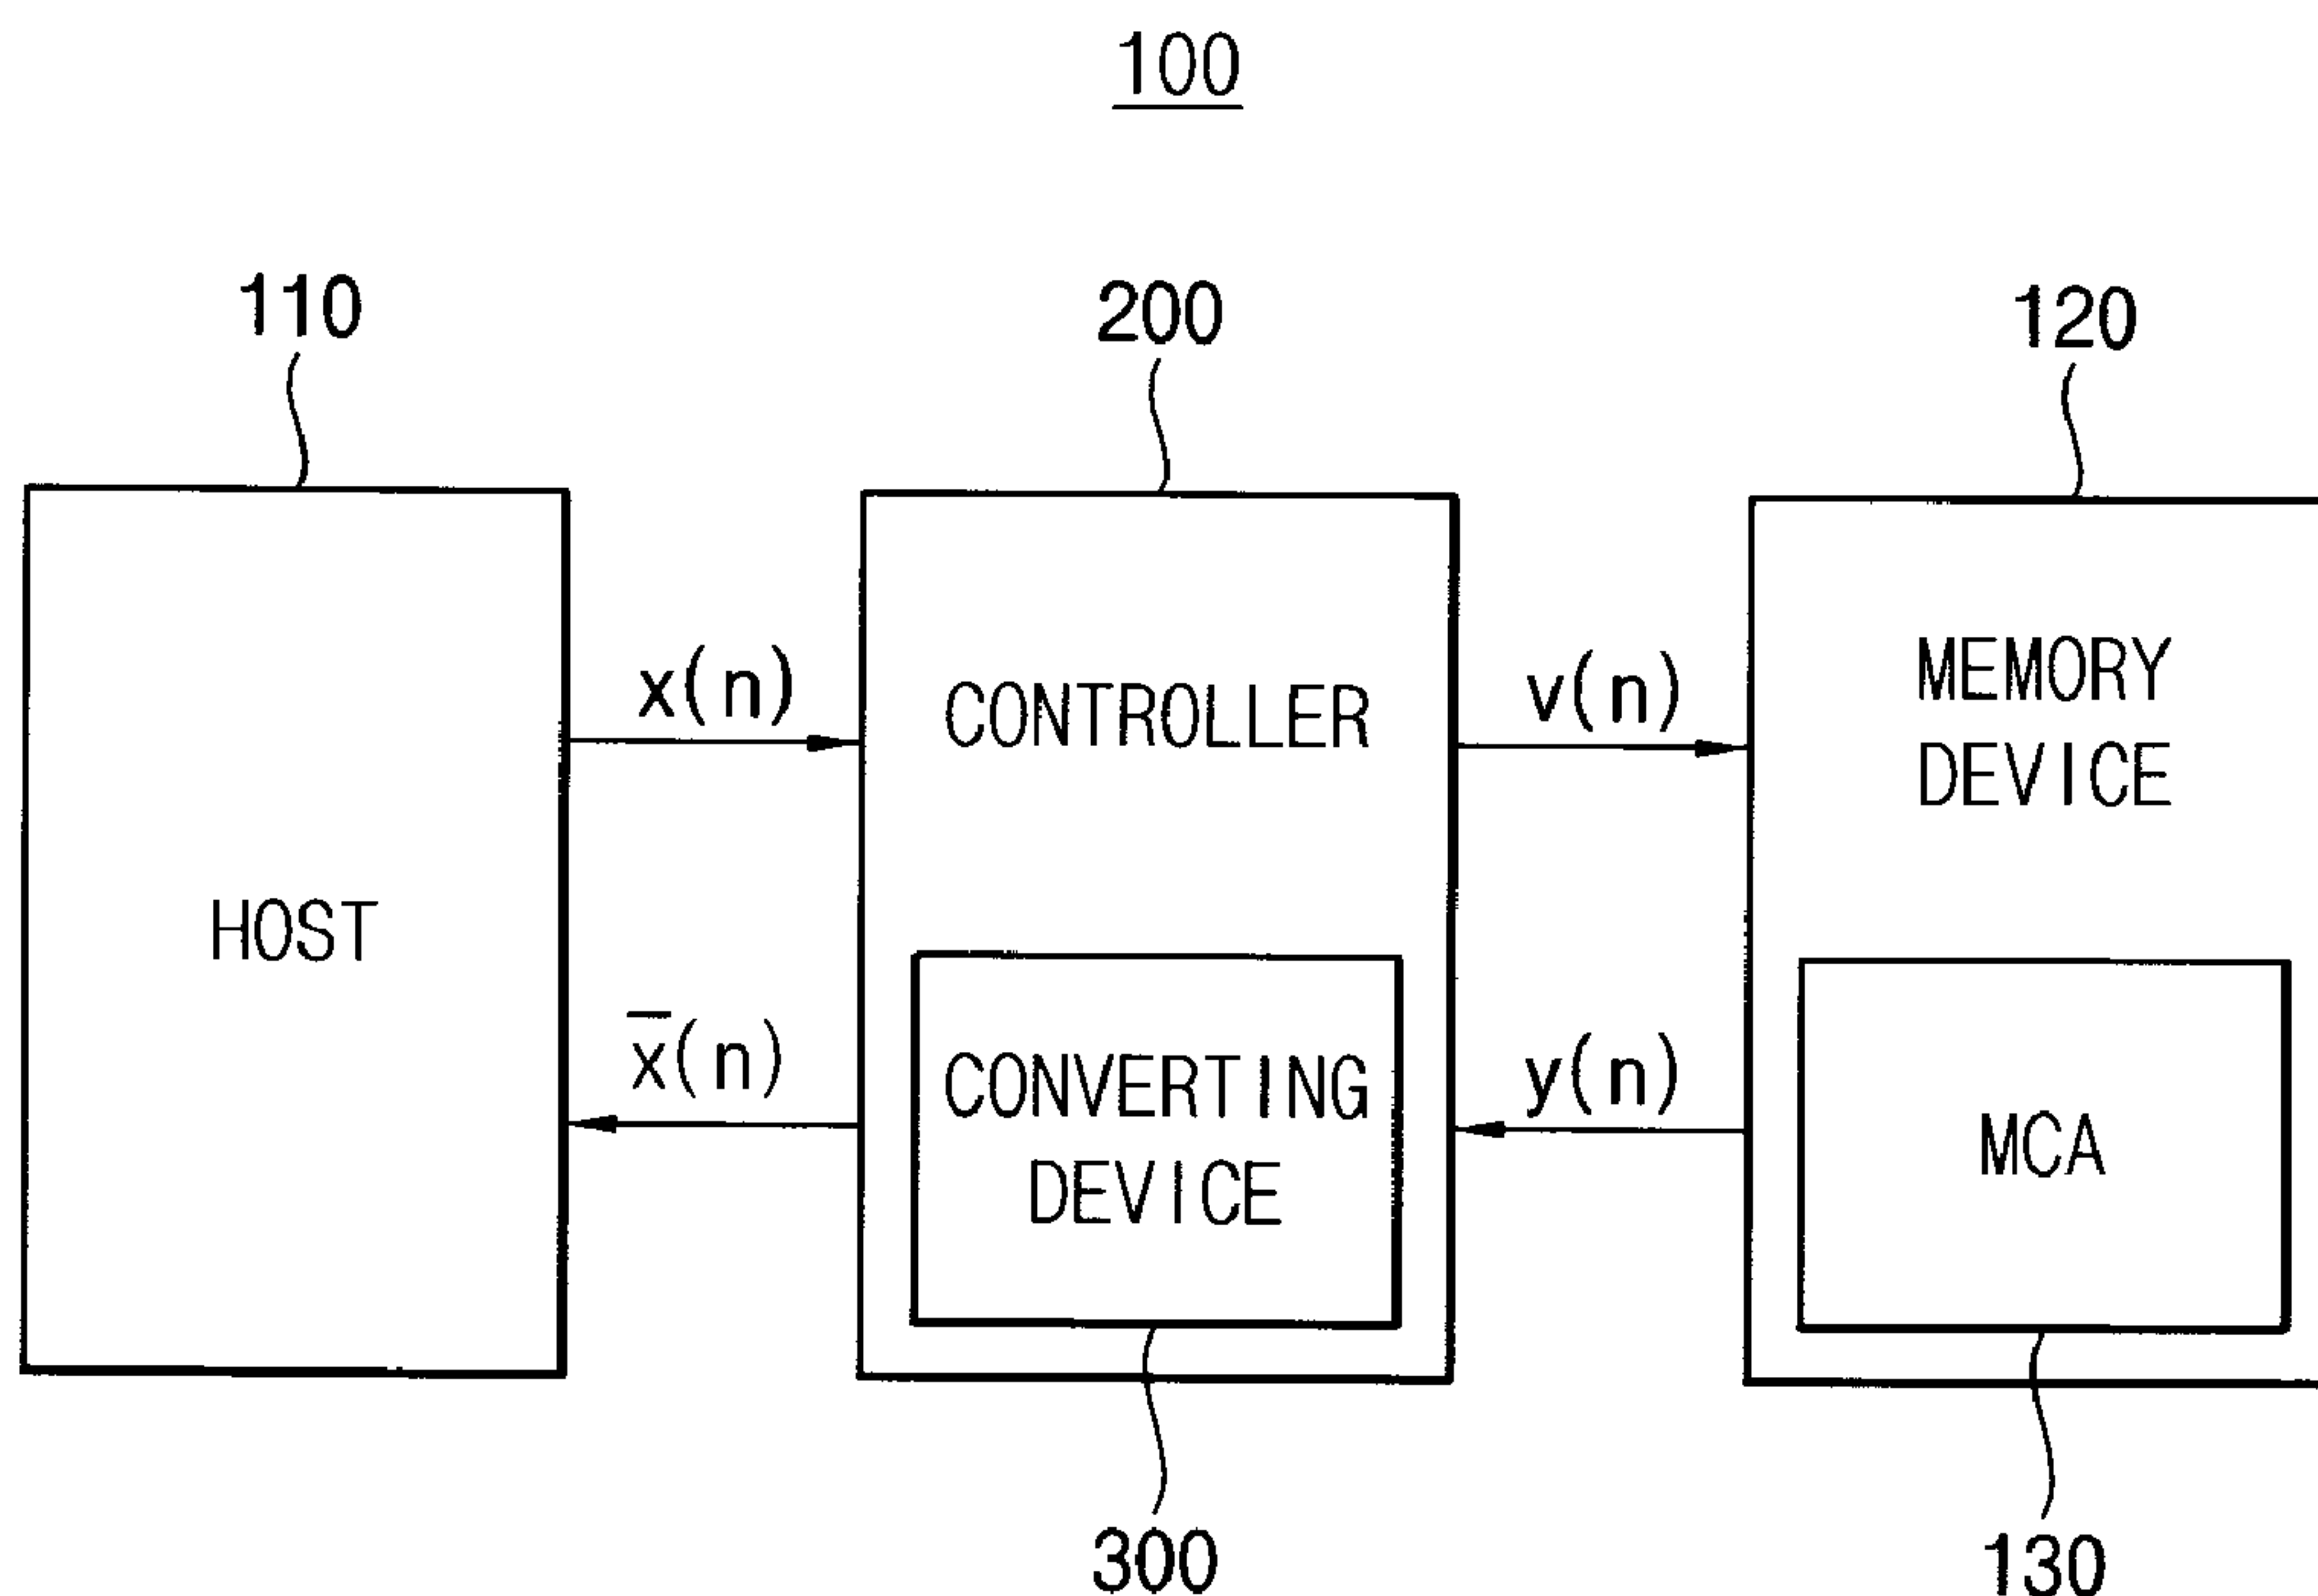 100
110
200
120
x(n)
v(n)
CONTROLLER
MEMORY
DEVICE
HOST
x̅(n)
y(n)
CONVERTING
DEVICE
MCA
300
130